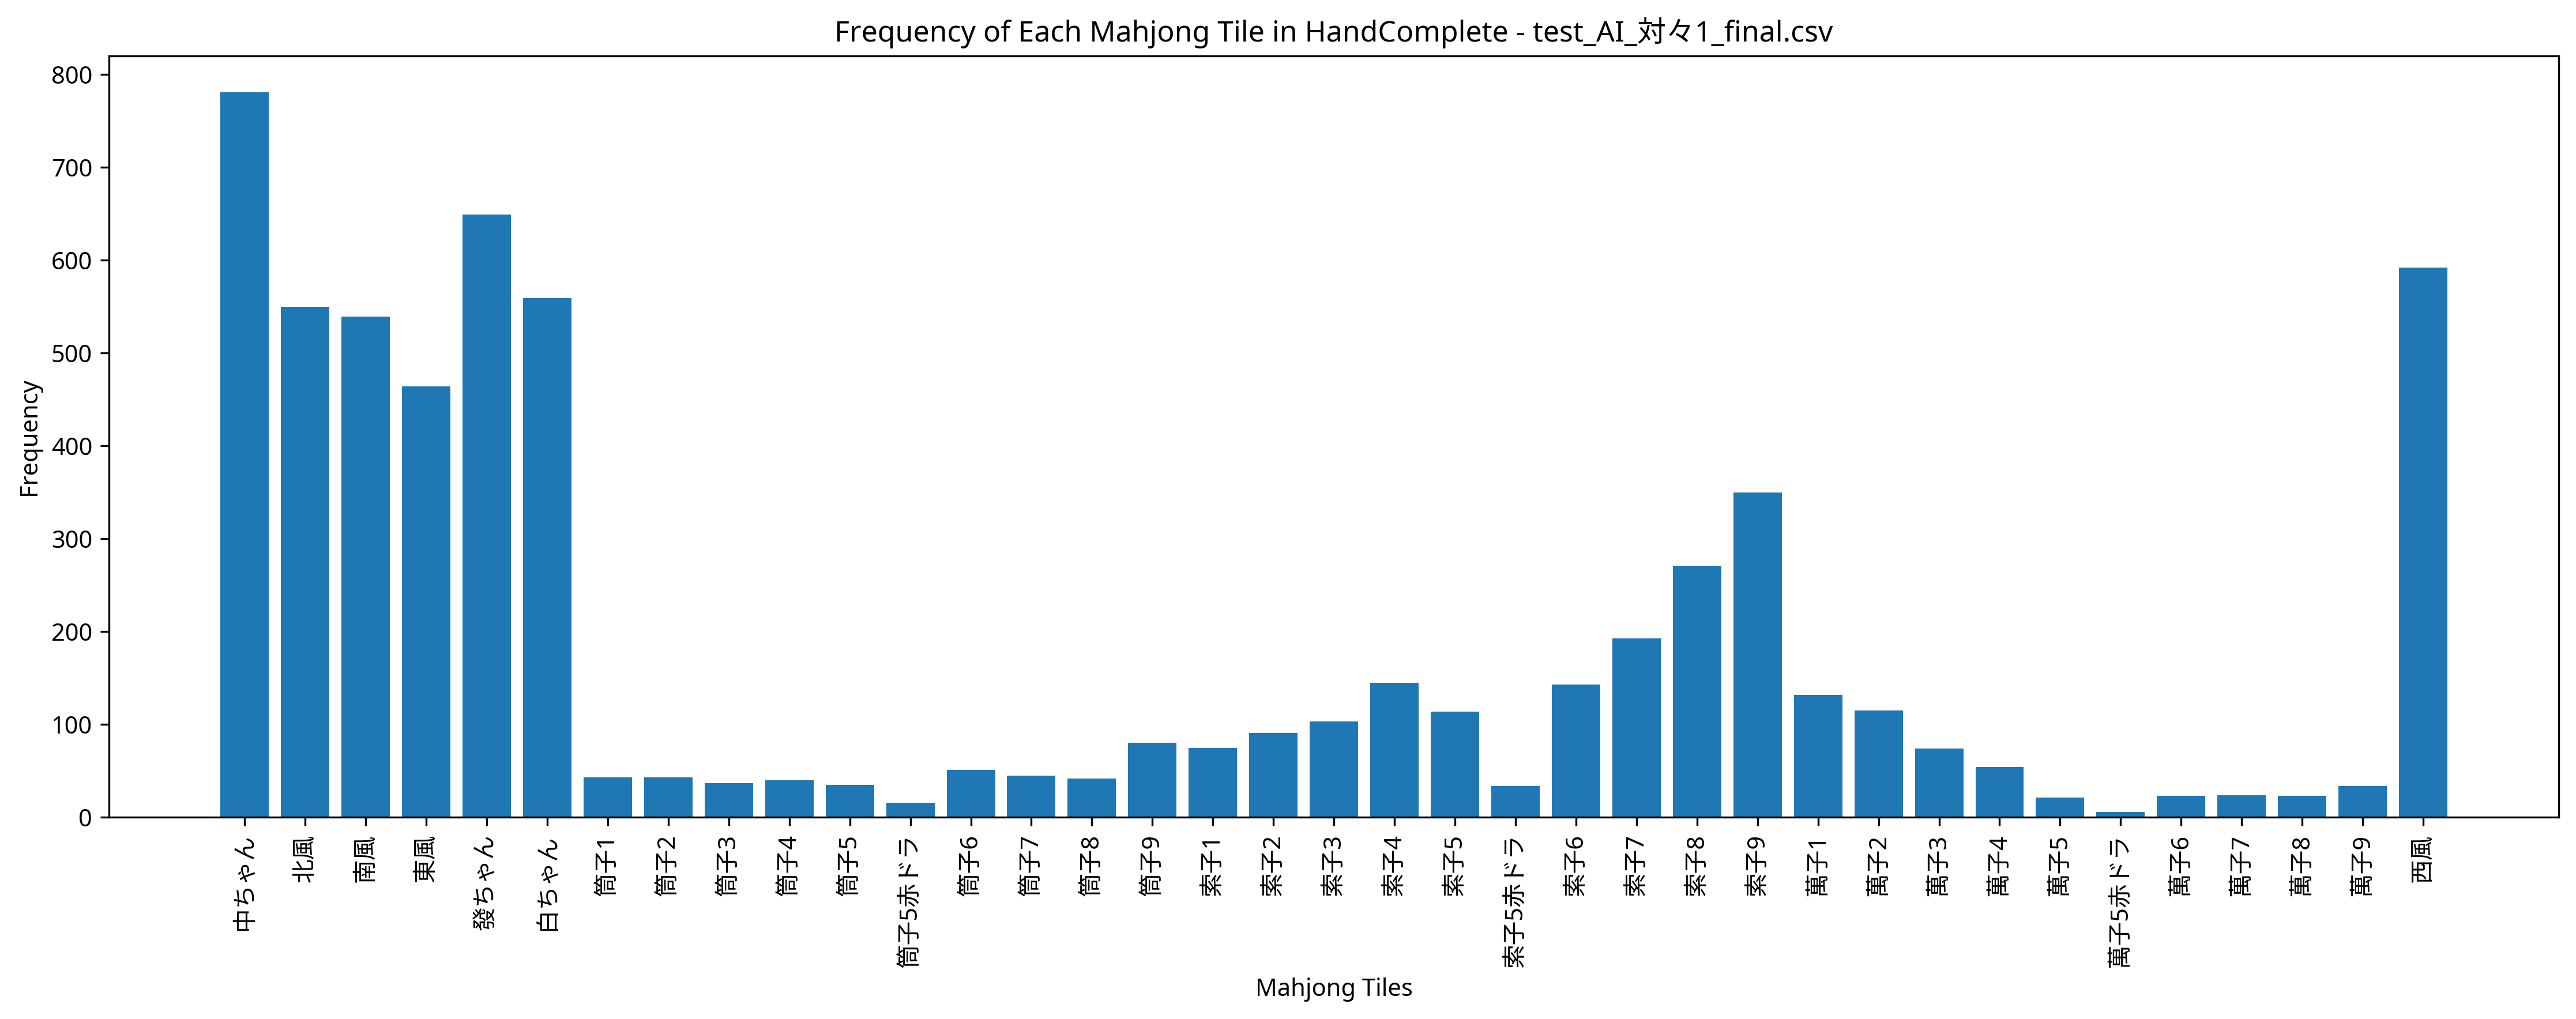 Frequency of Each Mahjong Tile in HandComplete - test_AI_対々1_final.csv
Frequency
800
700
600
500
400
300
200
100
0
中ちゃん
北風
南風
東風
發ちゃん
白ちゃん
筒子1
筒子2
筒子3
筒子4
筒子5
筒子5赤ドラ
筒子6
筒子7
筒子8
筒子9
索子1
索子2
索子3
索子4
索子5
索子5赤ドラ
索子6
索子7
索子8
索子9
萬子1
萬子2
萬子3
萬子4
萬子5
萬子5赤ドラ
萬子6
萬子7
萬子8
萬子9
西風
Mahjong Tiles